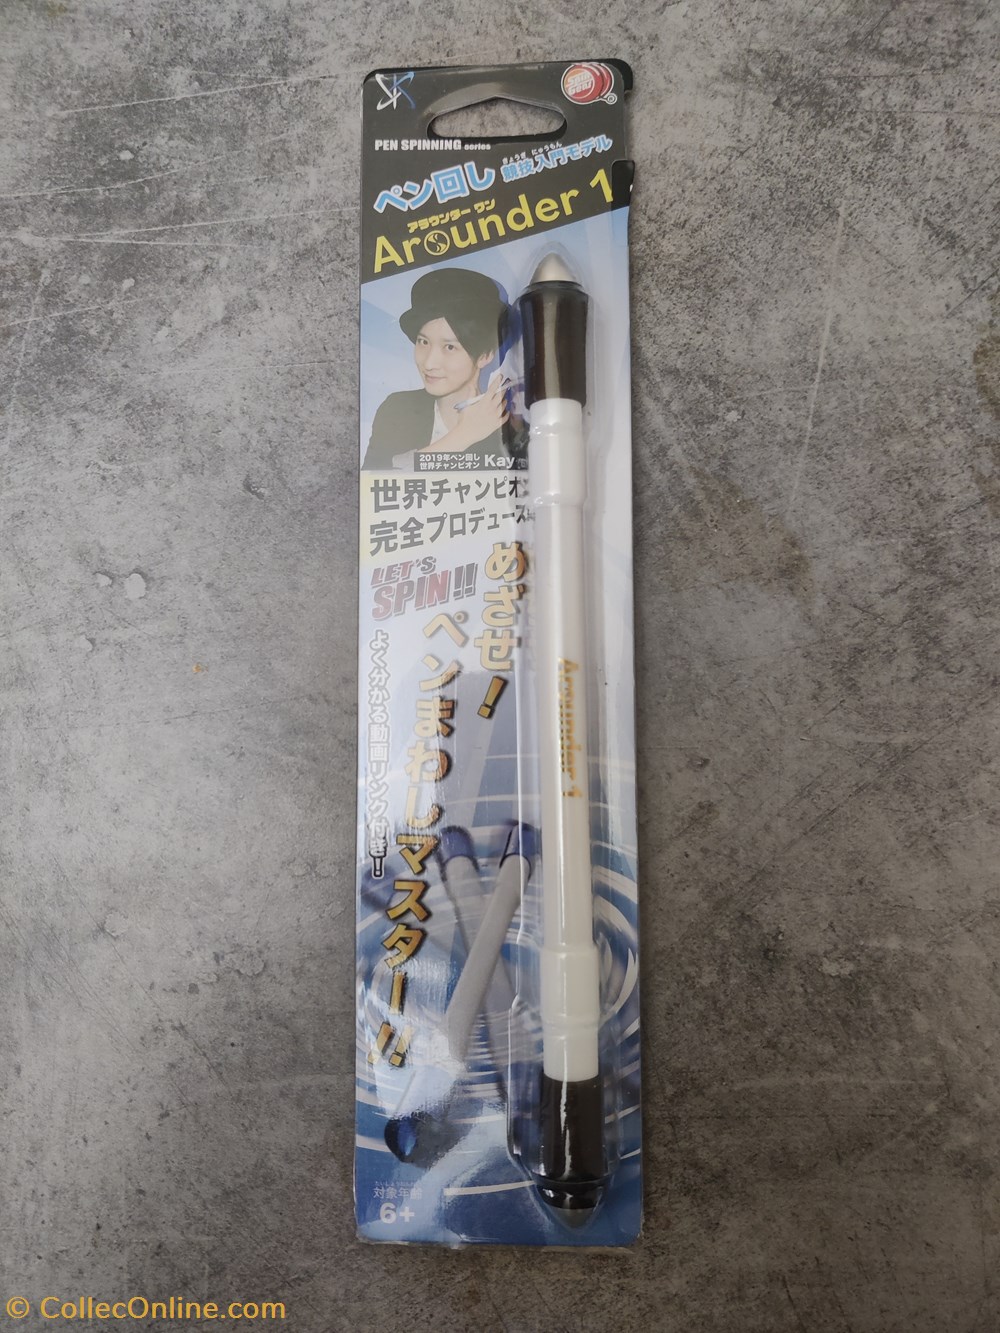 Spin Gear
PEN SPINNING series
ペン回し 競技入門モデル
きょうぎ にゅうもん
アラウンダー ワン
Arounder 1
2019年ペン回し
世界チャンピオン Kay
世界チャンピオン
完全プロデュース
LET'S
SPIN!!
めざせ！
ペンまわしマスター!!
よく分かる動画リンク付き！
Arounder 1
対象年齢
6+
© CollecOnline.com